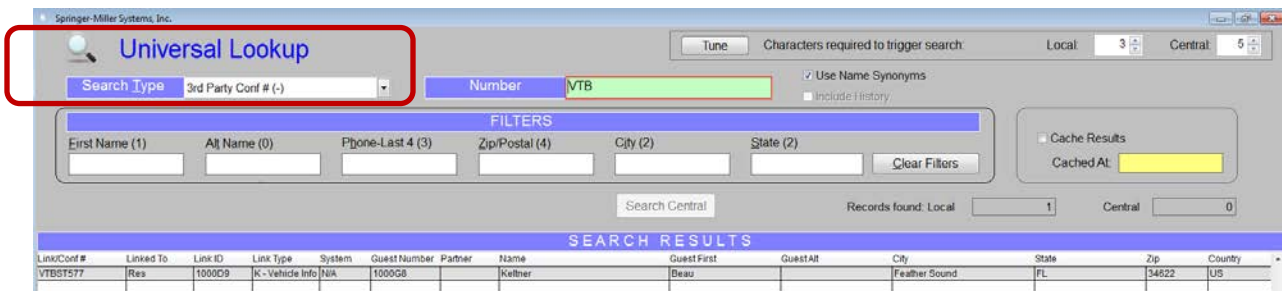 Springer-Miller Systems, Inc.
Universal Lookup
Tune Characters required to trigger search: Local: 3 Central: 5
Search Type 3rd Party Conf # (-) Number VTB Use Name Synonyms
Include History
FILTERS
First Name (1) Alt Name (0) Phone-Last 4 (3) Zip/Postal (4) City (2) State (2)
Clear Filters
Cache Results
Cached At:
Search Central Records found: Local 1 Central 0
SEARCH RESULTS
Link/Conf # Linked To Link ID Link Type System Guest Number Partner Name Guest First Guest Alt City State Zip Country
VTBST577 Res 1000D9 K - Vehicle Info N/A 1000G8 Keltner Beau Feather Sound FL 34622 US